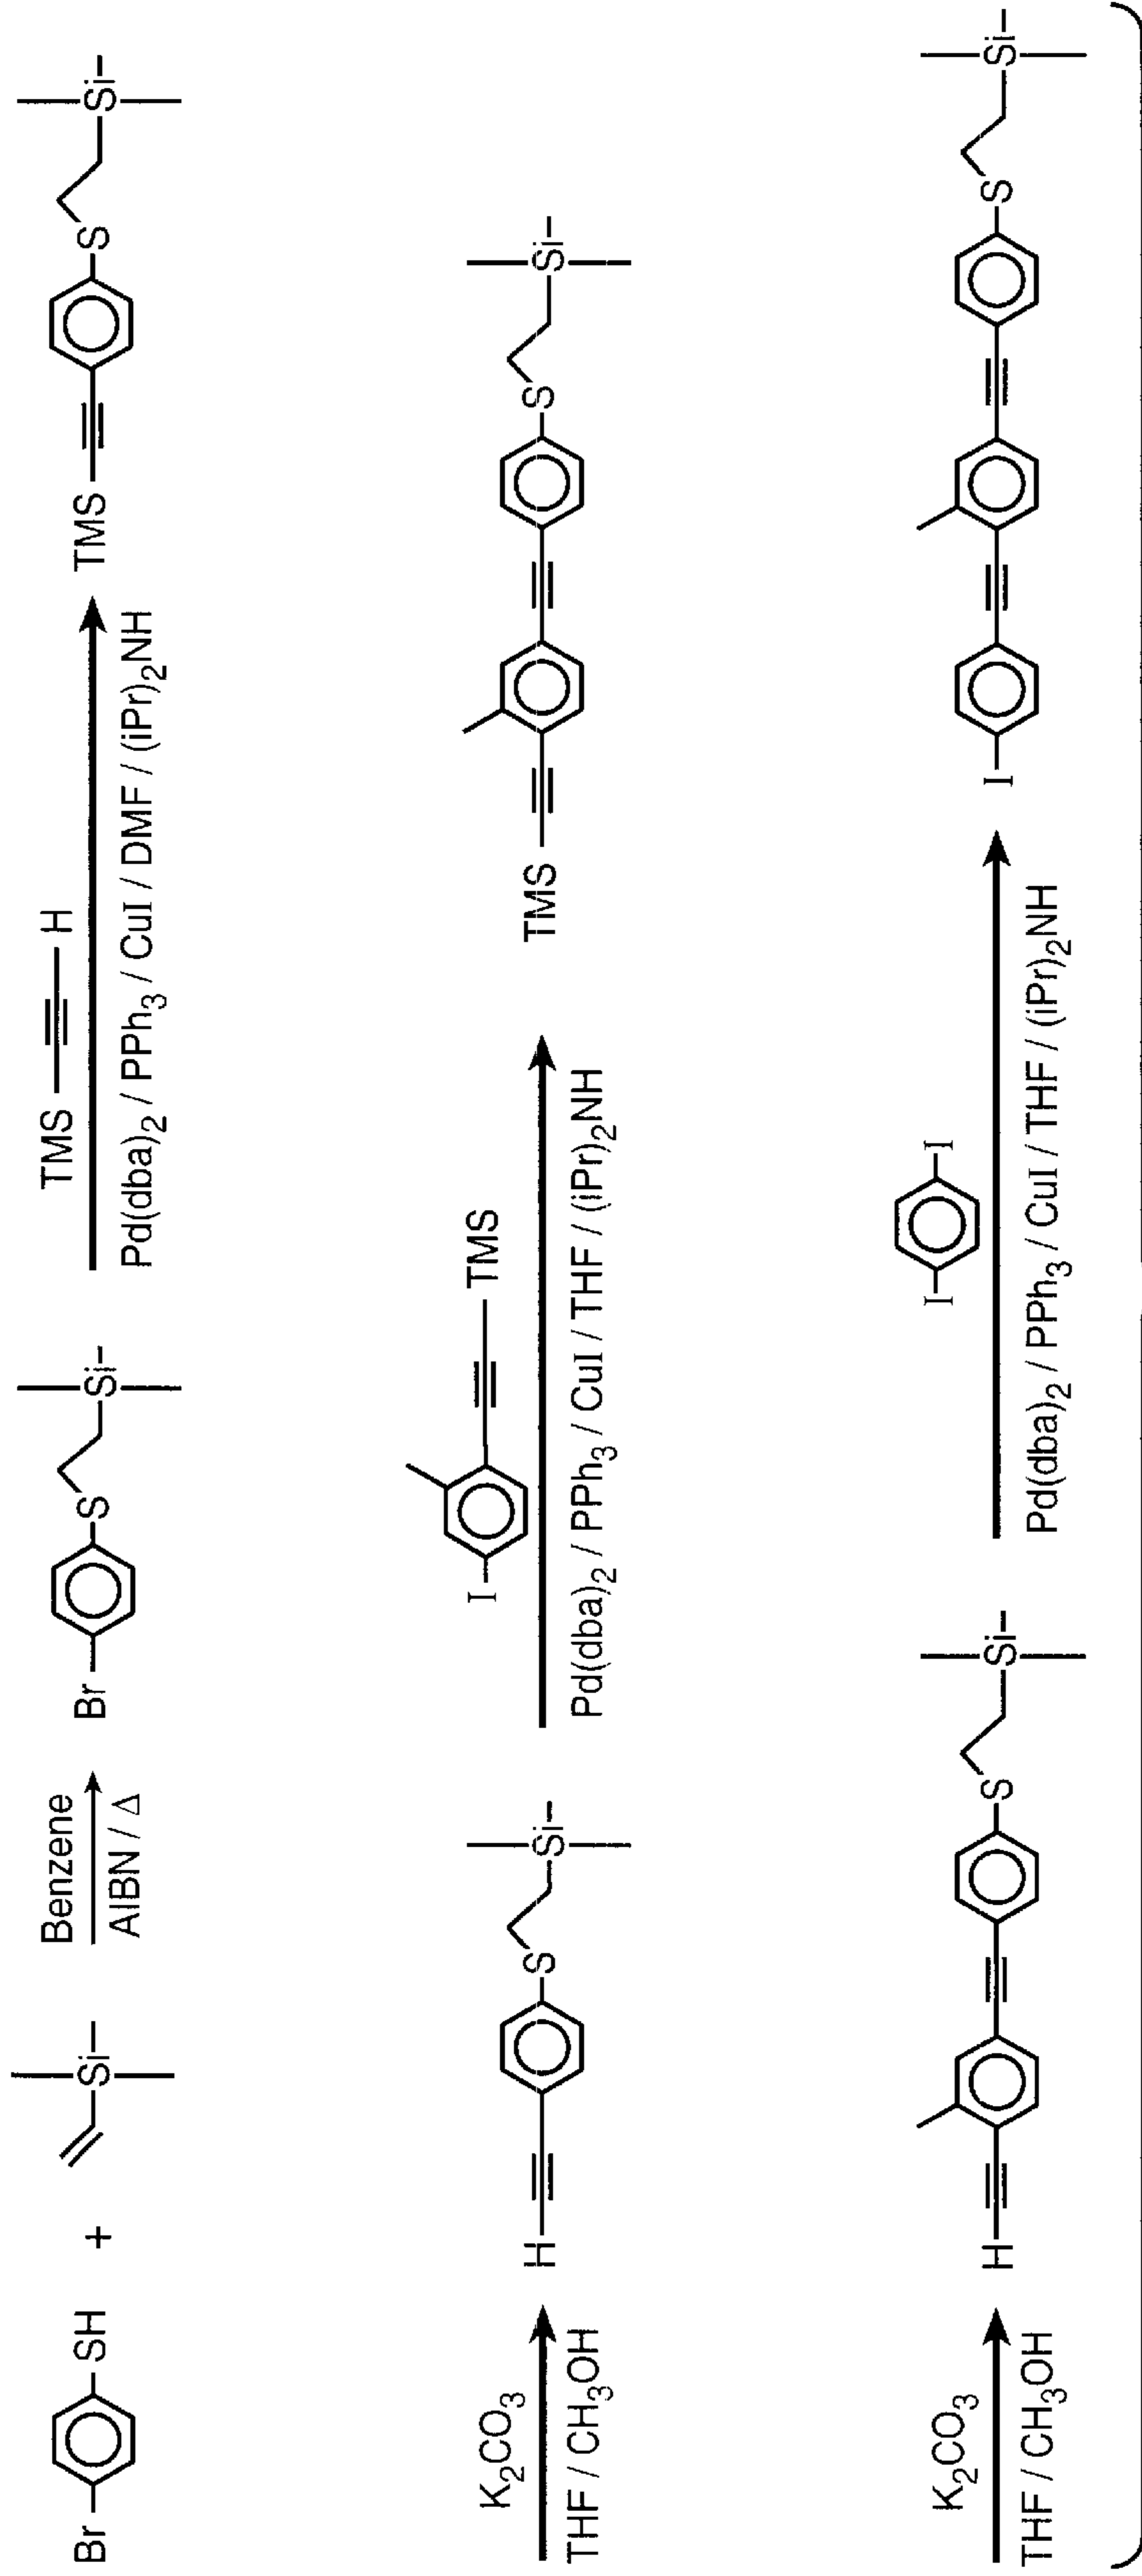 Br SH + Si Benzene Br S Si TMS H TMS S Si
AIBN / Δ Pd(dba)2 / PPh3 / CuI / DMF / (iPr)2NH
K2CO3 H S Si I TMS TMS S Si
THF / CH3OH Pd(dba)2 / PPh3 / CuI / THF / (iPr)2NH
K2CO3 H S Si I I I S Si
THF / CH3OH Pd(dba)2 / PPh3 / CuI / THF / (iPr)2NH